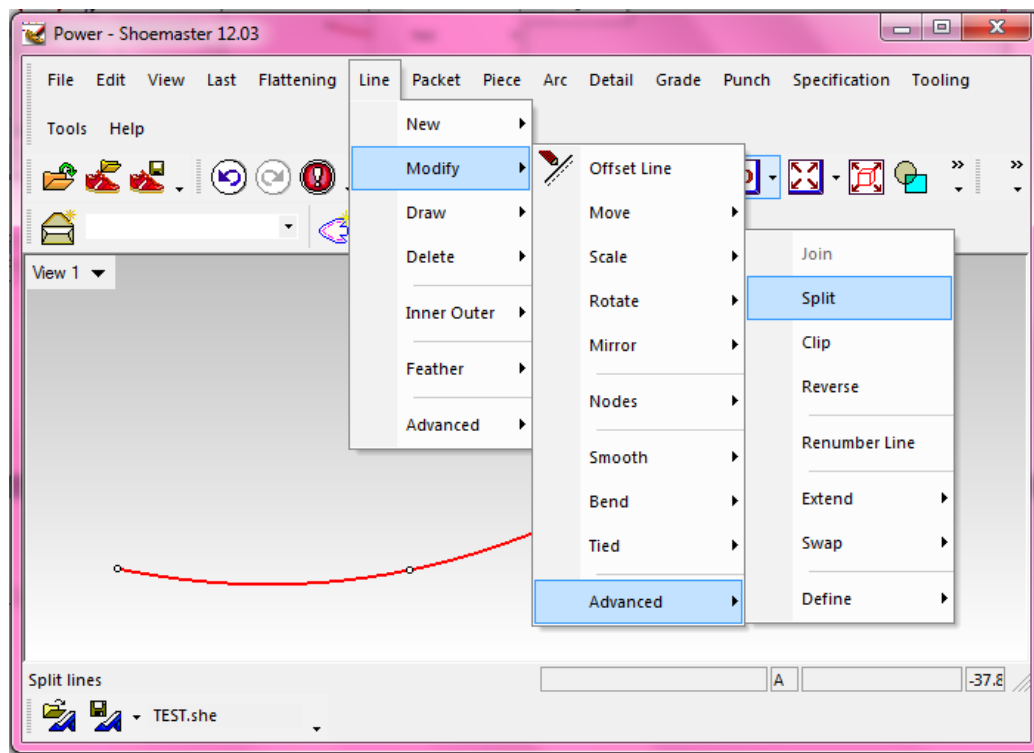 Power - Shoemaster 12.03
File Edit View Last Flattening Line Packet Piece Arc Detail Grade Punch Specification Tooling
Tools Help
New
Modify
Draw
Delete
Inner Outer
Feather
Advanced
Offset Line
Move
Scale
Rotate
Mirror
Nodes
Smooth
Bend
Tied
Advanced
Join
Split
Clip
Reverse
Renumber Line
Extend
Swap
Define
View 1
Split lines
A
-37.8
TEST.she